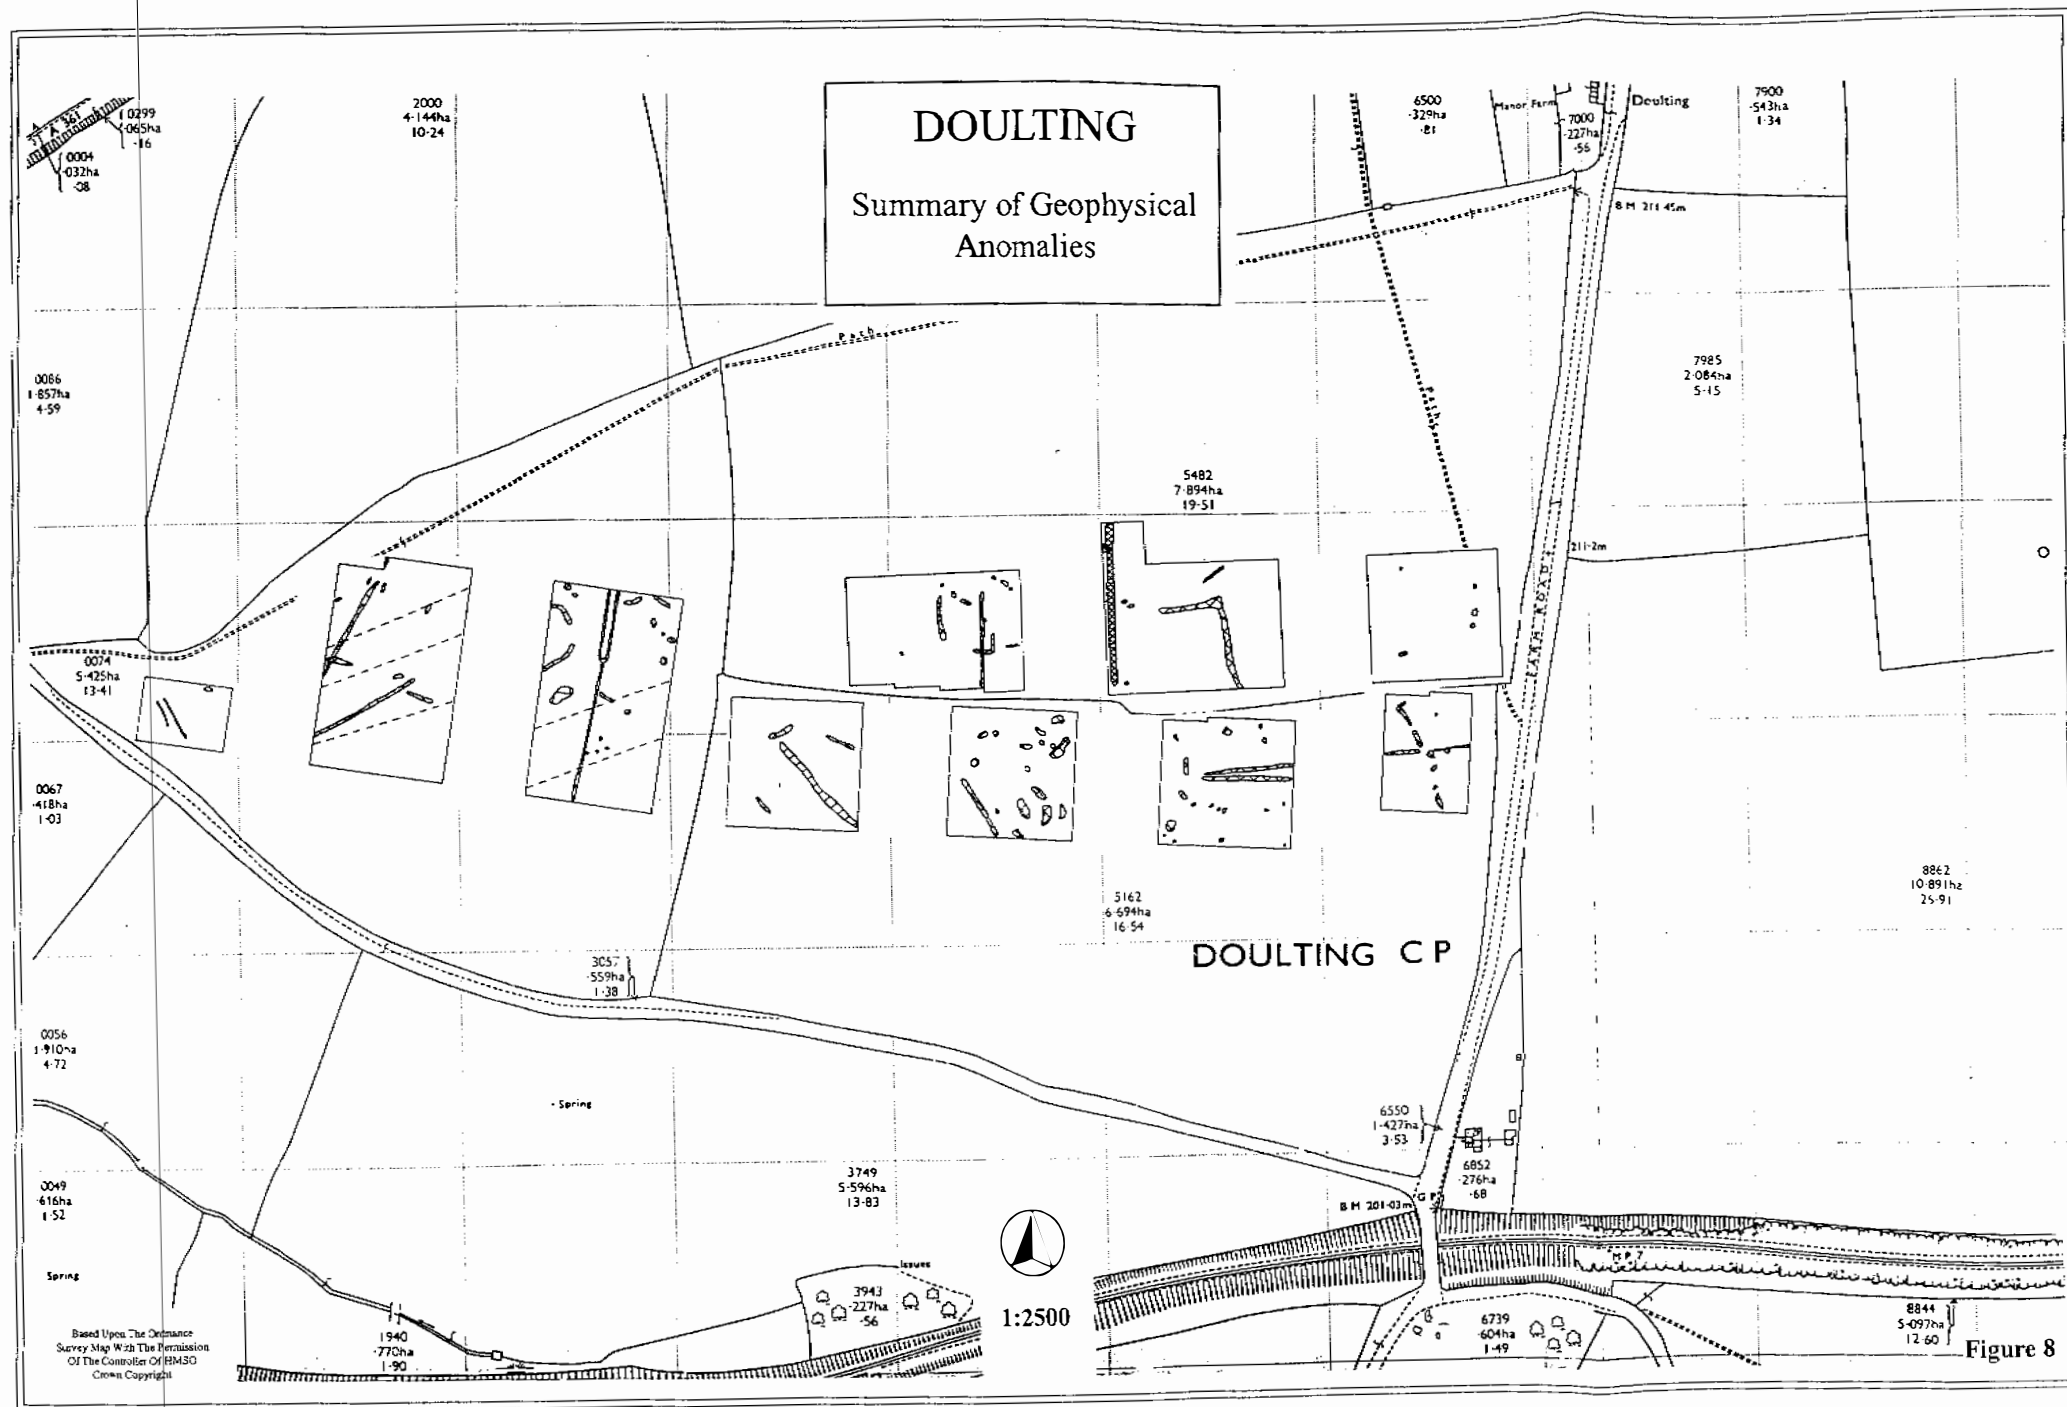 DOULTING
Summary of Geophysical
Anomalies
A 361
0299
·065ha
·16
0004
·032ha
·08
2000
4·144ha
10·24
6500
·329ha
·81
Manor Farm
7000
·227ha
·56
Doulting
7900
·543ha
1·34
B M 211·45m
Path
0086
1·857ha
4·59
7985
2·084ha
5·15
Path
5482
7·894ha
19·51
211·2m
FARM ROAD
0074
5·425ha
13·41
0067
·418ha
1·03
8862
10·891ha
26·91
5162
6·694ha
16·54
DOULTING C P
3057
·559ha
1·38
0056
1·910ha
4·72
Spring
6550
1·427ha
3·53
6852
·276ha
·68
0049
·616ha
1·52
3749
5·596ha
13·83
B M 201·03m
G P
M P 7
Spring
Issues
3943
·227ha
·56
1:2500
1940
·770ha
1·90
6739
·604ha
1·49
8844
5·097ha
12·60
Based Upon The Ordnance
Survey Map With The Permission
Of The Controller Of HMSO
Crown Copyright
Figure 8